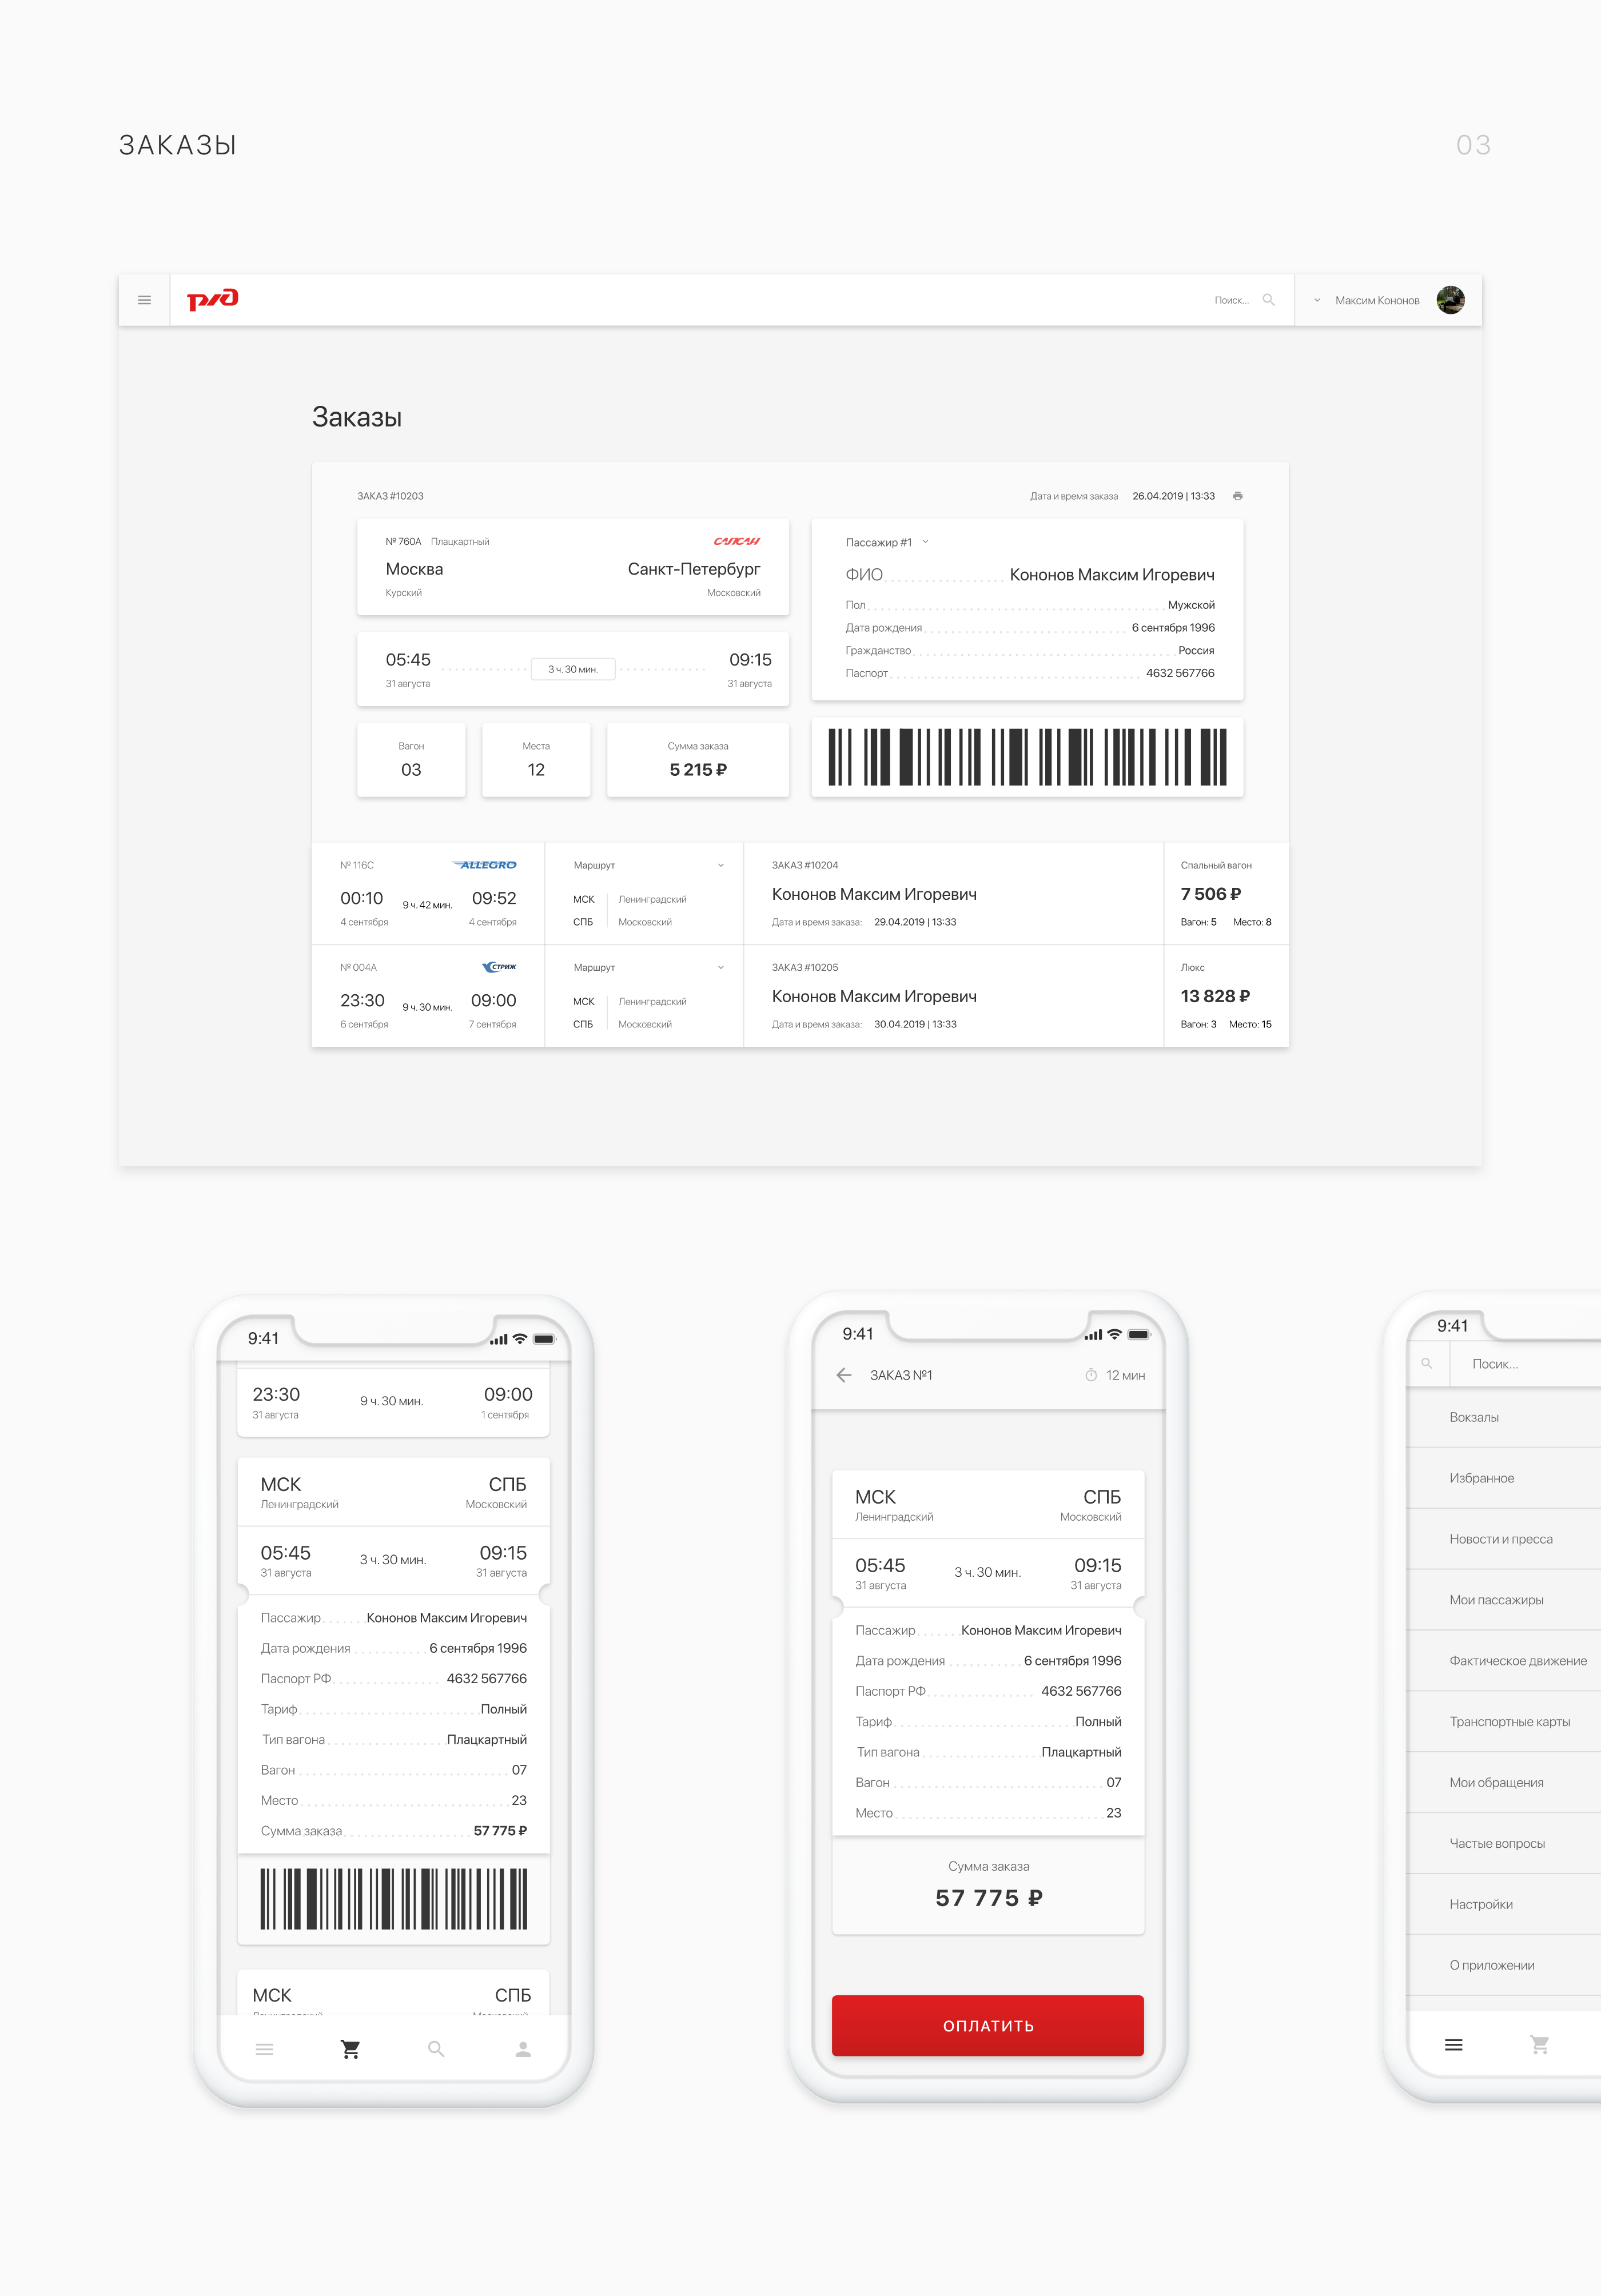 ЗАКАЗЫ
03
РЖД
Поиск...
Максим Кононов
Заказы
ЗАКАЗ #10203
Дата и время заказа 26.04.2019 | 13:33
№ 760А Плацкартный САПСАН
Москва Санкт-Петербург
Курский Московский
05:45 3 ч. 30 мин. 09:15
31 августа 31 августа
Вагон
03
Места
12
Сумма заказа
5 215 ₽
Пассажир #1
ФИО Кононов Максим Игоревич
Пол Мужской
Дата рождения 6 сентября 1996
Гражданство Россия
Паспорт 4632 567766
№ 116С ALLEGRO
00:10 9 ч. 42 мин. 09:52
4 сентября 4 сентября
Маршрут
МСК Ленинградский
СПБ Московский
ЗАКАЗ #10204
Кононов Максим Игоревич
Дата и время заказа: 29.04.2019 | 13:33
Спальный вагон
7 506 ₽
Вагон: 5 Место: 8
№ 004А СТРИЖ
23:30 9 ч. 30 мин. 09:00
6 сентября 7 сентября
Маршрут
МСК Ленинградский
СПБ Московский
ЗАКАЗ #10205
Кононов Максим Игоревич
Дата и время заказа: 30.04.2019 | 13:33
Люкс
13 828 ₽
Вагон: 3 Место: 15
9:41
23:30 9 ч. 30 мин. 09:00
31 августа 1 сентября
МСК СПБ
Ленинградский Московский
05:45 3 ч. 30 мин. 09:15
31 августа 31 августа
Пассажир Кононов Максим Игоревич
Дата рождения 6 сентября 1996
Паспорт РФ 4632 567766
Тариф Полный
Тип вагона Плацкартный
Вагон 07
Место 23
Сумма заказа 57 775 ₽
МСК СПБ
9:41
ЗАКАЗ №1 12 мин
МСК СПБ
Ленинградский Московский
05:45 3 ч. 30 мин. 09:15
31 августа 31 августа
Пассажир Кононов Максим Игоревич
Дата рождения 6 сентября 1996
Паспорт РФ 4632 567766
Тариф Полный
Тип вагона Плацкартный
Вагон 07
Место 23
Сумма заказа
57 775 ₽
ОПЛАТИТЬ
9:41
Посик...
Вокзалы
Избранное
Новости и пресса
Мои пассажиры
Фактическое движение
Транспортные карты
Мои обращения
Частые вопросы
Настройки
О приложении